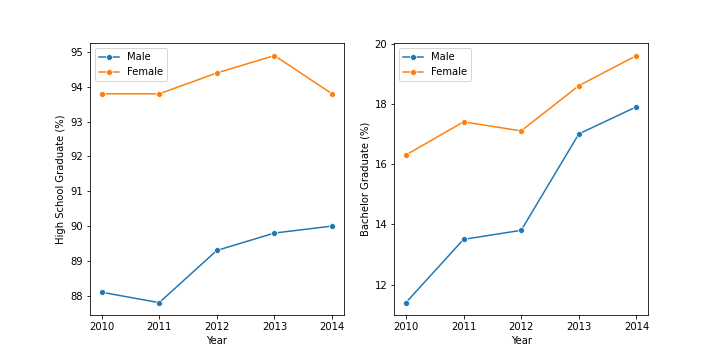 Male
Female
95
94
93
92
91
90
89
88
High School Graduate (%)
2010 2011 2012 2013 2014
Year
Male
Female
20
18
16
14
12
Bachelor Graduate (%)
2010 2011 2012 2013 2014
Year